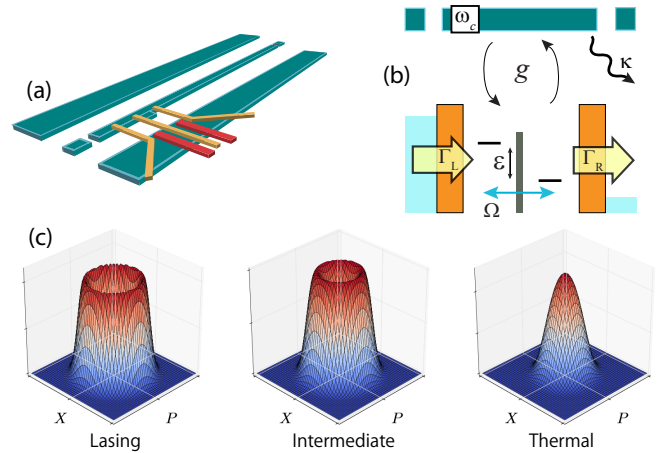 (a)
ω_c
g
κ
(b)
Γ_L
ε
Γ_R
Ω
(c)
X
P
X
P
X
P
Lasing
Intermediate
Thermal